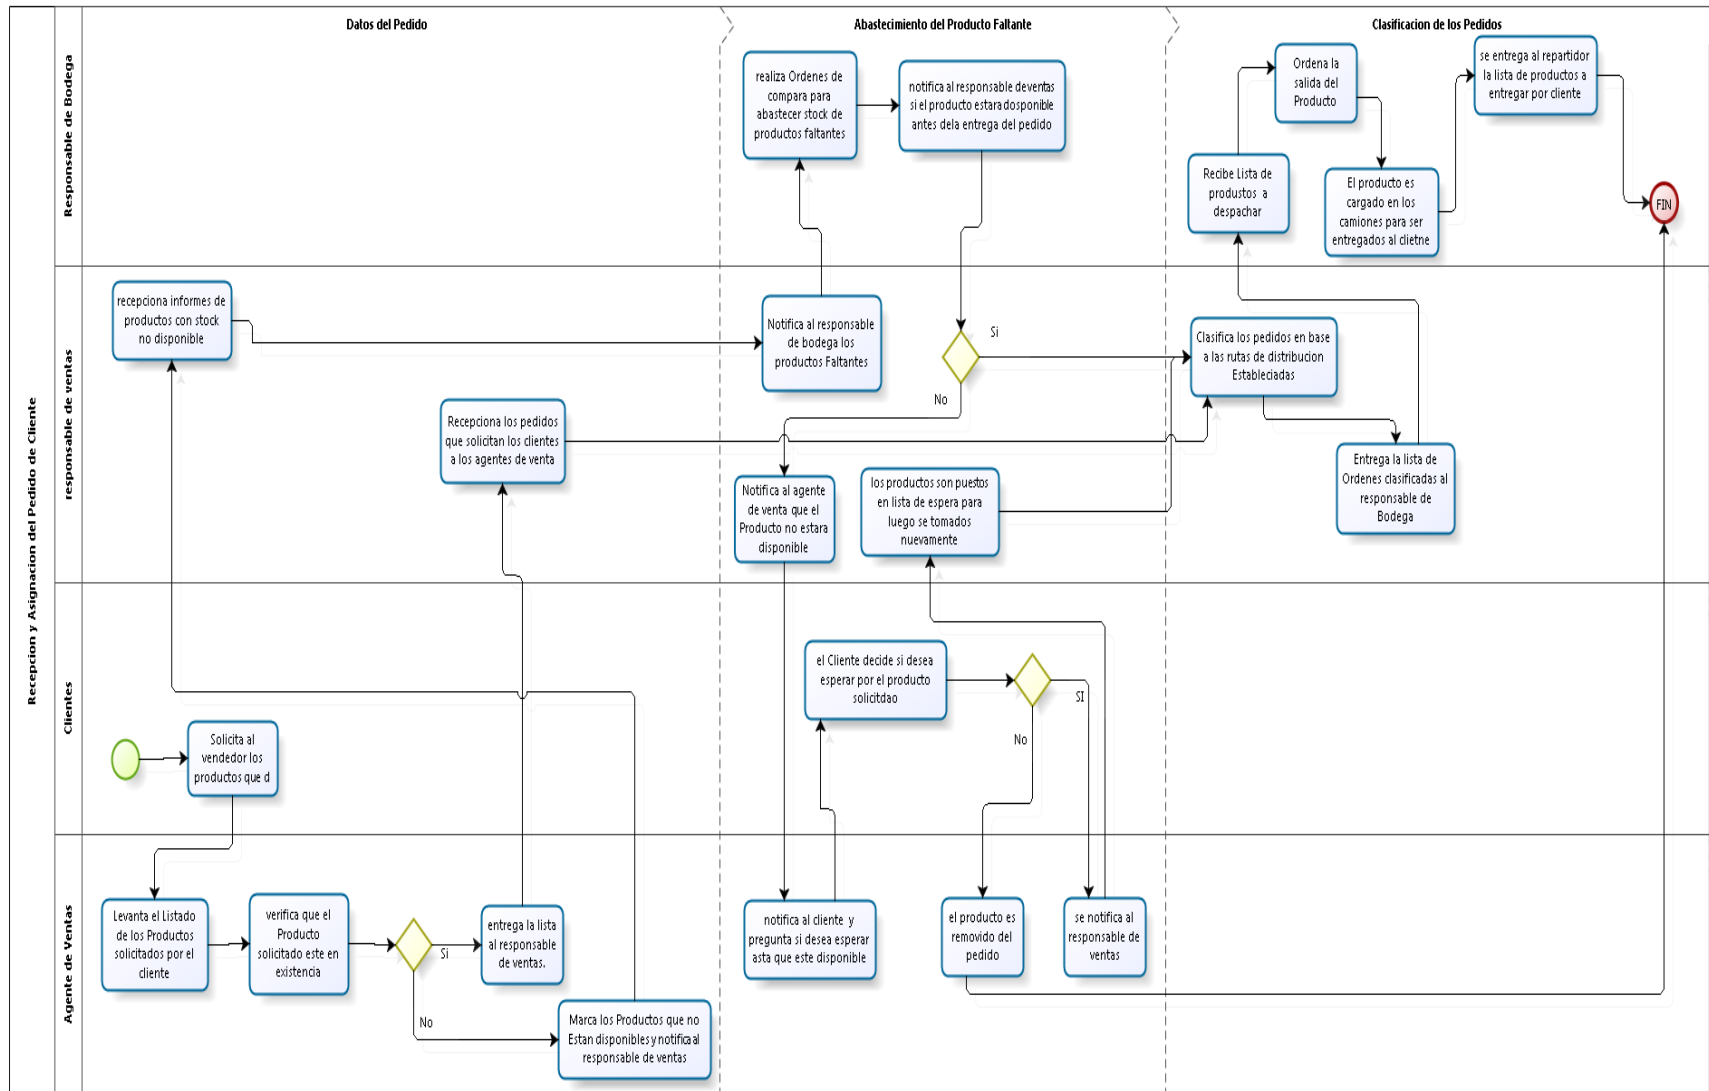 Datos del Pedido
Abastecimiento del Producto Faltante
Clasificacion de los Pedidos
Recepcion y Asignacion del Pedido de Cliente
Responsable de Bodega
realiza Ordenes de
compara para
abastecer stock de
productos faltantes
notifica al responsable deventas
si el producto estara dosponible
antes dela entrega del pedido
Recibe Lista de
produstos a
despachar
Ordena la
salida del
Producto
El producto es
cargado en los
camiones para ser
entregados al clietne
se entrega al repartidor
la lista de productos a
entregar por cliente
FIN
responsable de ventas
recepciona informes de
productos con stock
no disponible
Recepciona los pedidos
que solicitan los clientes
a los agentes de venta
Notifica al responsable
de bodega los
productos Faltantes
Si
No
Notifica al agente
de venta que el
Producto no estara
disponible
los productos son puestos
en lista de espera para
luego se tomados
nuevamente
Clasifica los pedidos en base
a las rutas de distribucion
Estableciadas
Entrega la lista de
Ordenes clasificadas al
responsable de
Bodega
Clientes
Solicita al
vendedor los
productos que d
el Cliente decide si desea
esperar por el producto
solicitdao
SI
No
Agente de Ventas
Levanta el Listado
de los Productos
solicitados por el
cliente
verifica que el
Producto
solicitado este en
existencia
Si
No
entrega la lista
al responsable
de ventas.
Marca los Productos que no
Estan disponibles y notifica al
responsable de ventas
notifica al cliente y
pregunta si desea esperar
asta que este disponible
el producto es
removido del
pedido
se notifica al
responsable de
ventas